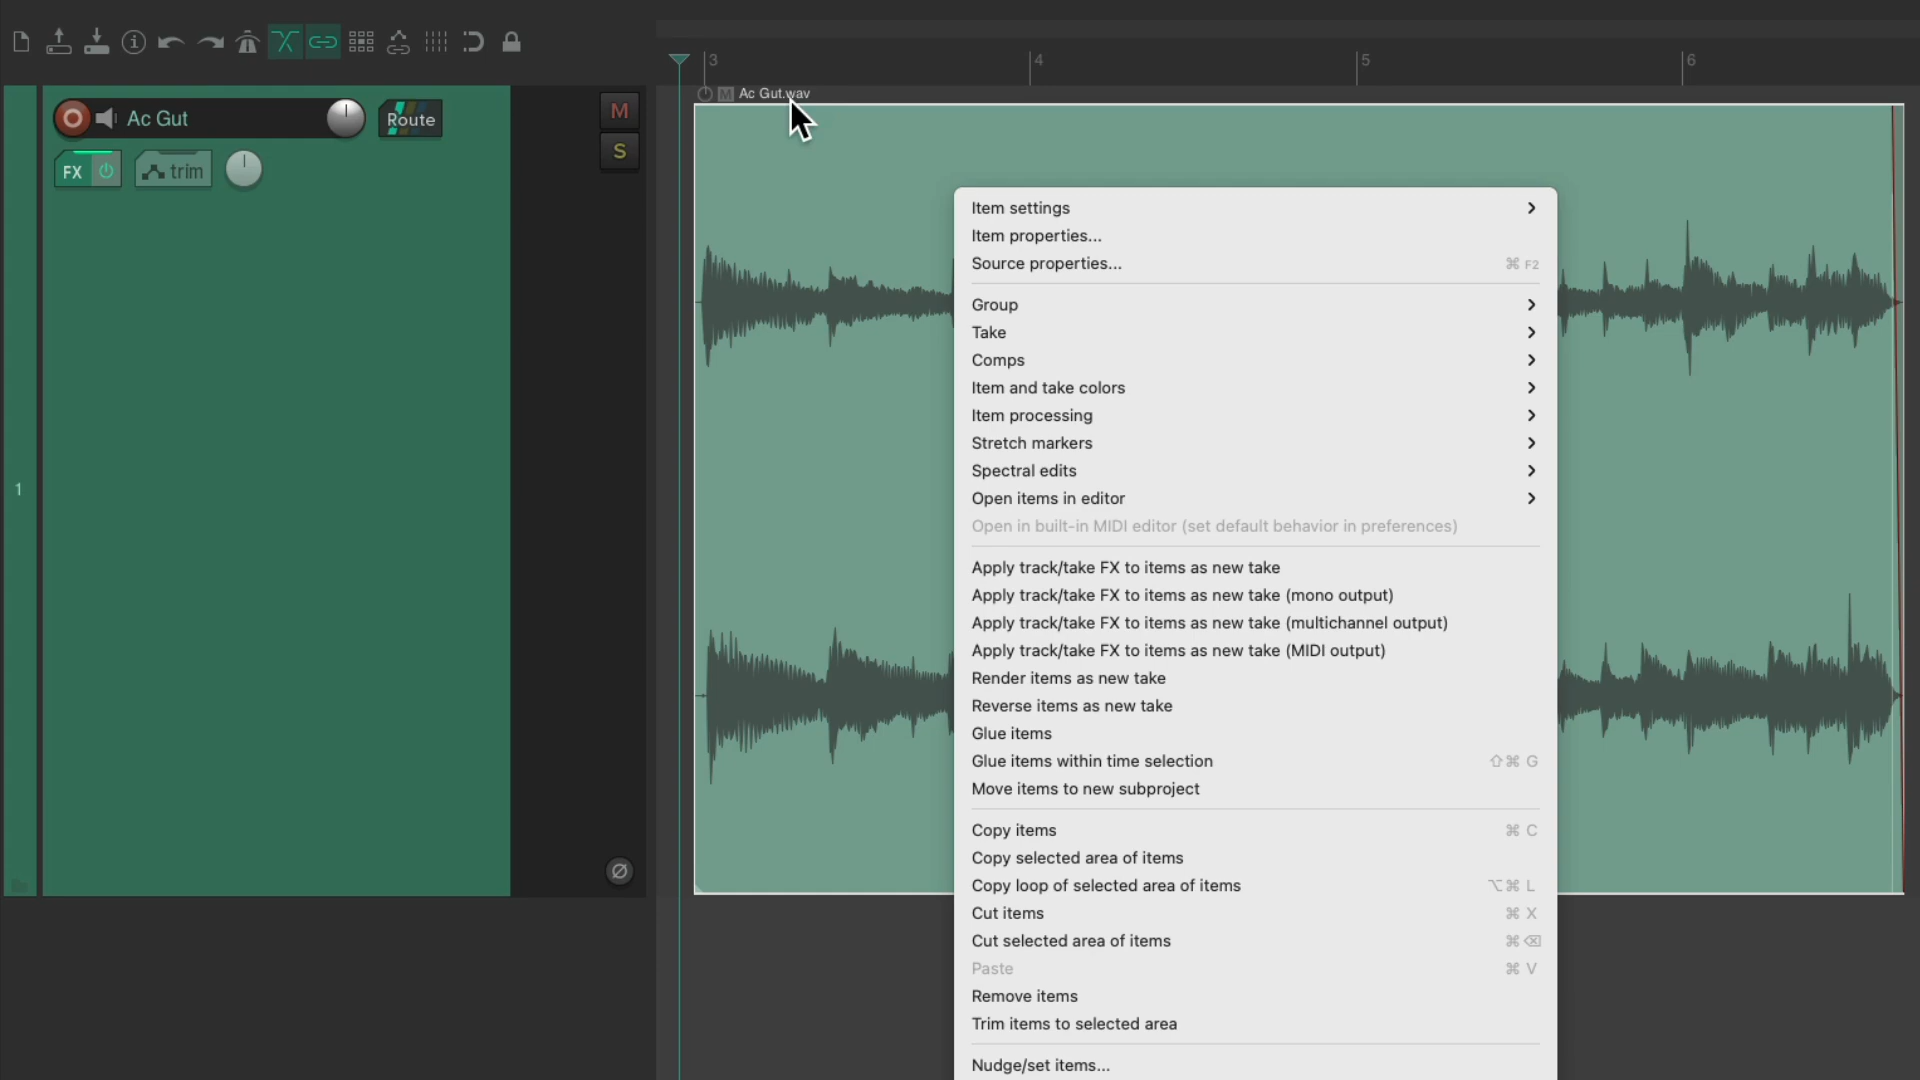 3
4
5
6
M Ac Gut.wav
Ac Gut
Route
M
FX
trim
S
1
Item settings
Item properties...
Source properties... ⌘ F2
Group
Take
Comps
Item and take colors
Item processing
Stretch markers
Spectral edits
Open items in editor
Open in built-in MIDI editor (set default behavior in preferences)
Apply track/take FX to items as new take
Apply track/take FX to items as new take (mono output)
Apply track/take FX to items as new take (multichannel output)
Apply track/take FX to items as new take (MIDI output)
Render items as new take
Reverse items as new take
Glue items
Glue items within time selection ⇧⌘ G
Move items to new subproject
Copy items ⌘ C
Copy selected area of items
Copy loop of selected area of items ⌥⌘ L
Cut items ⌘ X
Cut selected area of items ⌘⌫
Paste ⌘ V
Remove items
Trim items to selected area
Nudge/set items...